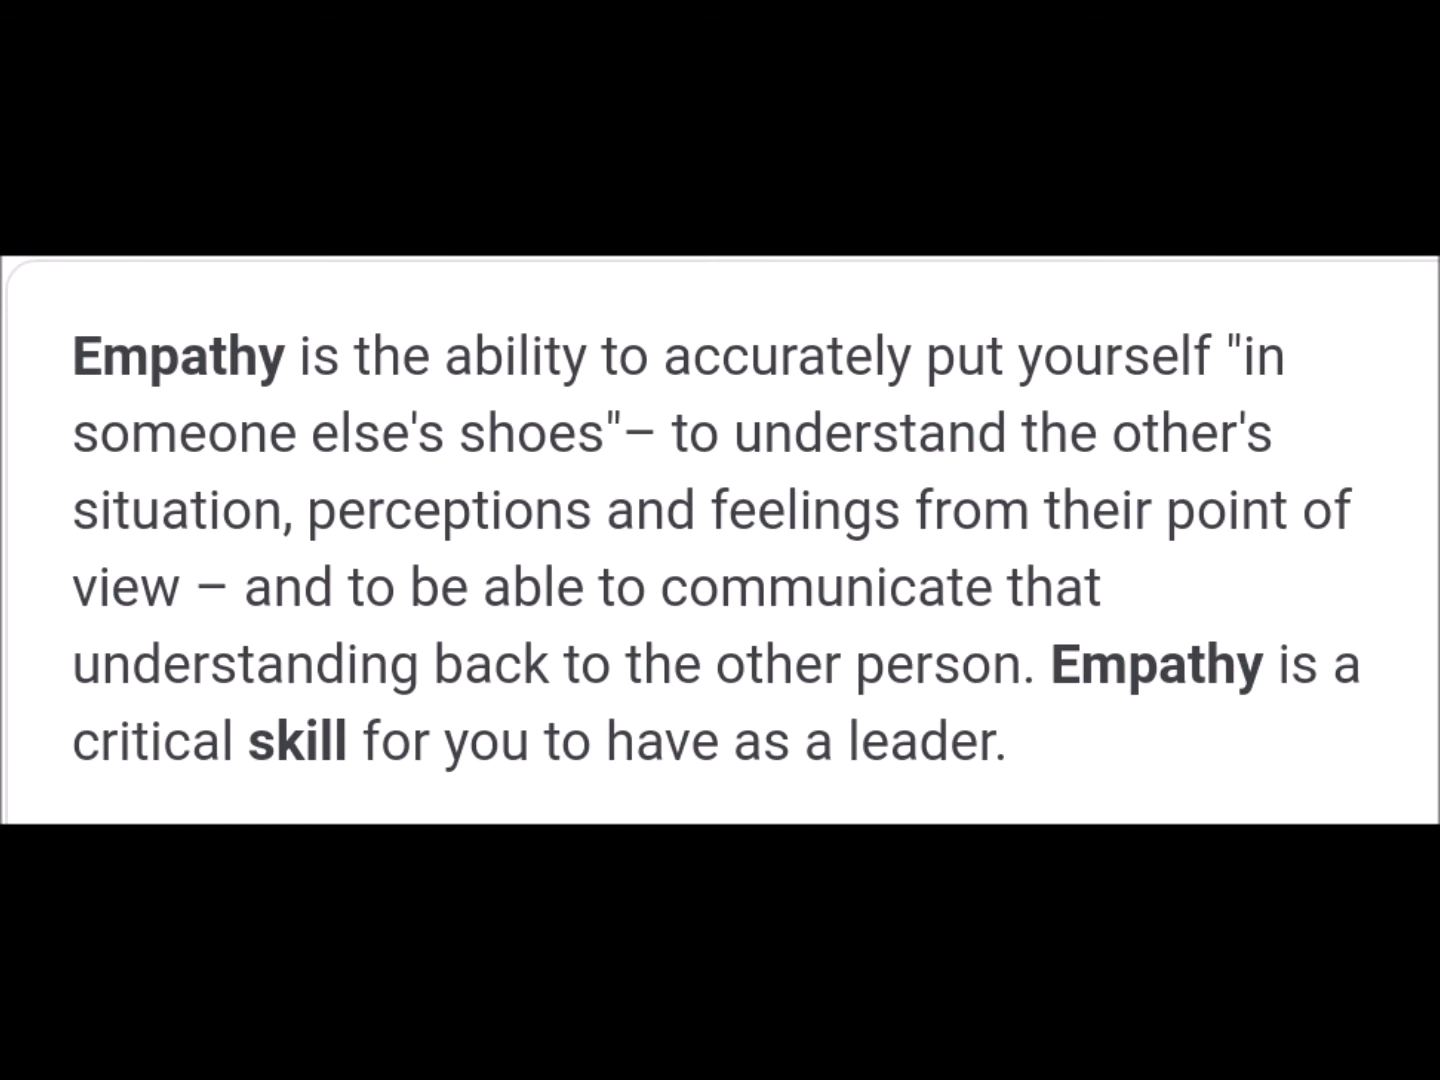 Empathy is the ability to accurately put yourself "in
someone else's shoes"– to understand the other's
situation, perceptions and feelings from their point of
view – and to be able to communicate that
understanding back to the other person. Empathy is a
critical skill for you to have as a leader.